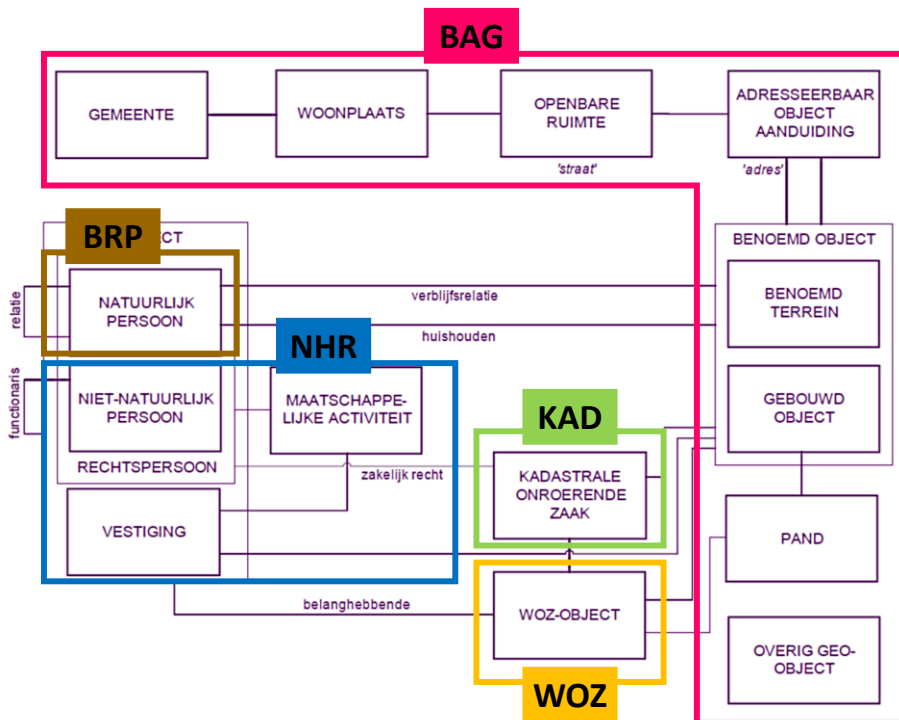 BAG
GEMEENTE
WOONPLAATS
OPENBARE
RUIMTE
'straat'
ADRESSEERBAAR
OBJECT
AANDUIDING
'adres'
BRP
ECT
NATUURLIJK
PERSOON
relatie
verblijfsrelatie
huishouden
BENOEMD OBJECT
BENOEMD
TERREIN
NHR
NIET-NATUURLIJK
PERSOON
functionaris
RECHTSPERSOON
MAATSCHAPPE-
LIJKE ACTIVITEIT
KAD
GEBOUWD
OBJECT
zakelijk recht
KADASTRALE
ONROERENDE
ZAAK
VESTIGING
PAND
belanghebbende
WOZ-OBJECT
WOZ
OVERIG GEO-
OBJECT